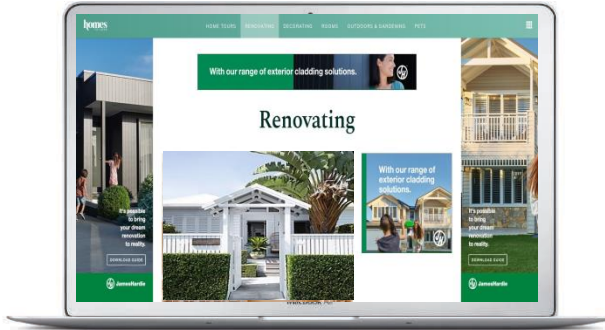 homes
HOME TOURS RENOVATING DECORATING ROOMS OUTDOORS & GARDENING PETS
With our range of exterior cladding solutions.
Renovating
With our range of
exterior cladding
solutions.
It's possible
to bring
your dream
renovation
to reality.
DOWNLOAD GUIDE
JamesHardie
It's possible
to bring
your dream
renovation
to reality.
DOWNLOAD GUIDE
JamesHardie